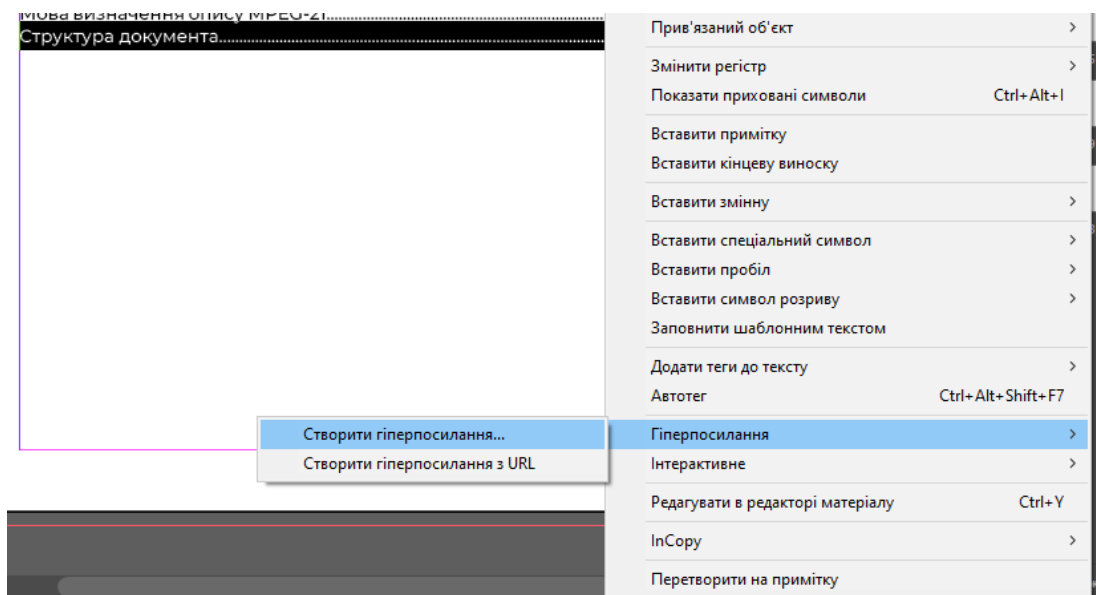 Мова визначення опису MPEG-21
Структура документа
Прив'язаний об'єкт
Змінити регістр
Показати приховані символи Ctrl+Alt+I
Вставити примітку
Вставити кінцеву виноску
Вставити змінну
Вставити спеціальний символ
Вставити пробіл
Вставити символ розриву
Заповнити шаблонним текстом
Додати теги до тексту
Автотег Ctrl+Alt+Shift+F7
Створити гіперпосилання...
Гіперпосилання
Створити гіперпосилання з URL
Інтерактивне
Редагувати в редакторі матеріалу Ctrl+Y
InCopy
Перетворити на примітку